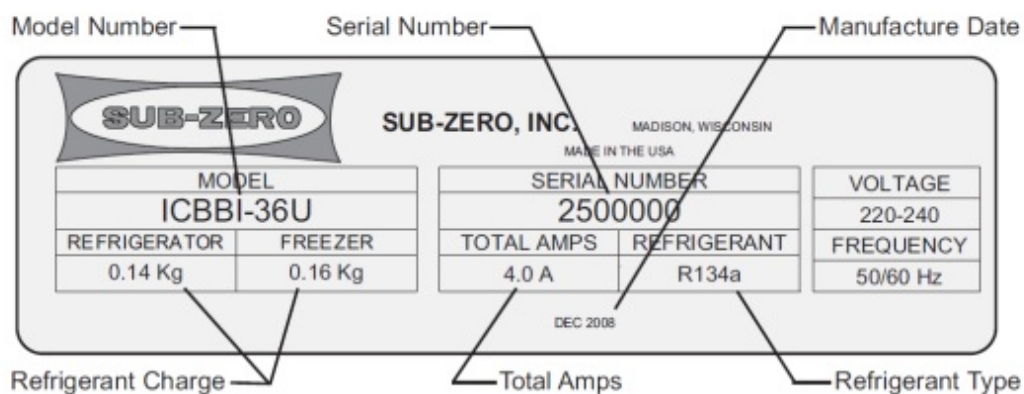 Model Number Serial Number Manufacture Date
SUB-ZERO
SUB-ZERO, INC. MADISON, WISCONSIN
MADE IN THE USA
MODEL SERIAL NUMBER VOLTAGE
ICBBI-36U 2500000 220-240
REFRIGERATOR FREEZER TOTAL AMPS REFRIGERANT FREQUENCY
0.14 Kg 0.16 Kg 4.0 A R134a 50/60 Hz
DEC 2008
Refrigerant Charge Total Amps Refrigerant Type